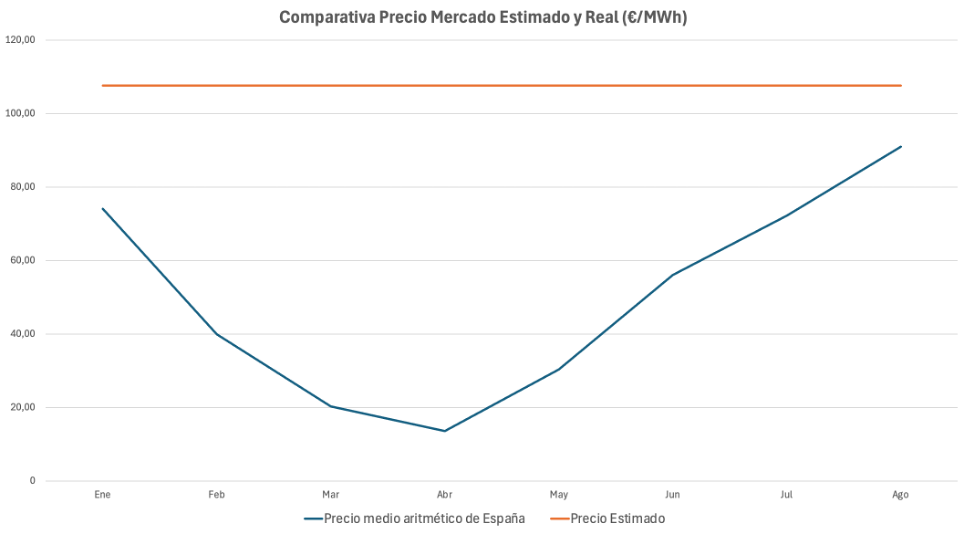 Comparativa Precio Mercado Estimado y Real (€/MWh)
120,00
100,00
80,00
60,00
40,00
20,00
0
Ene Feb Mar Abr May Jun Jul Ago
Precio medio aritmético de España Precio Estimado